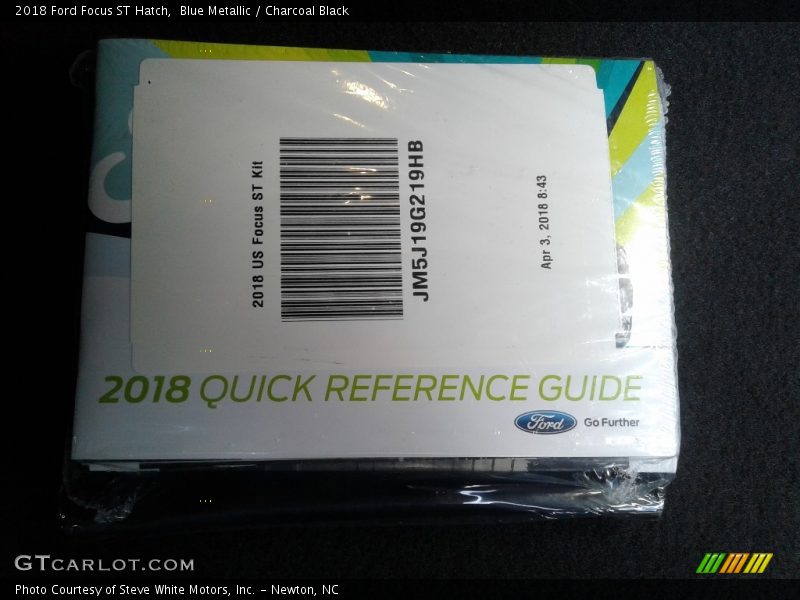 2018 Ford Focus ST Hatch,  Blue Metallic / Charcoal Black
2018 US Focus ST Kit
JM5J19G219HB
Apr 3, 2018 8:43
2018 QUICK REFERENCE GUIDE
Ford Go Further
GTCARLOT.COM
Photo Courtesy of Steve White Motors, Inc. – Newton, NC